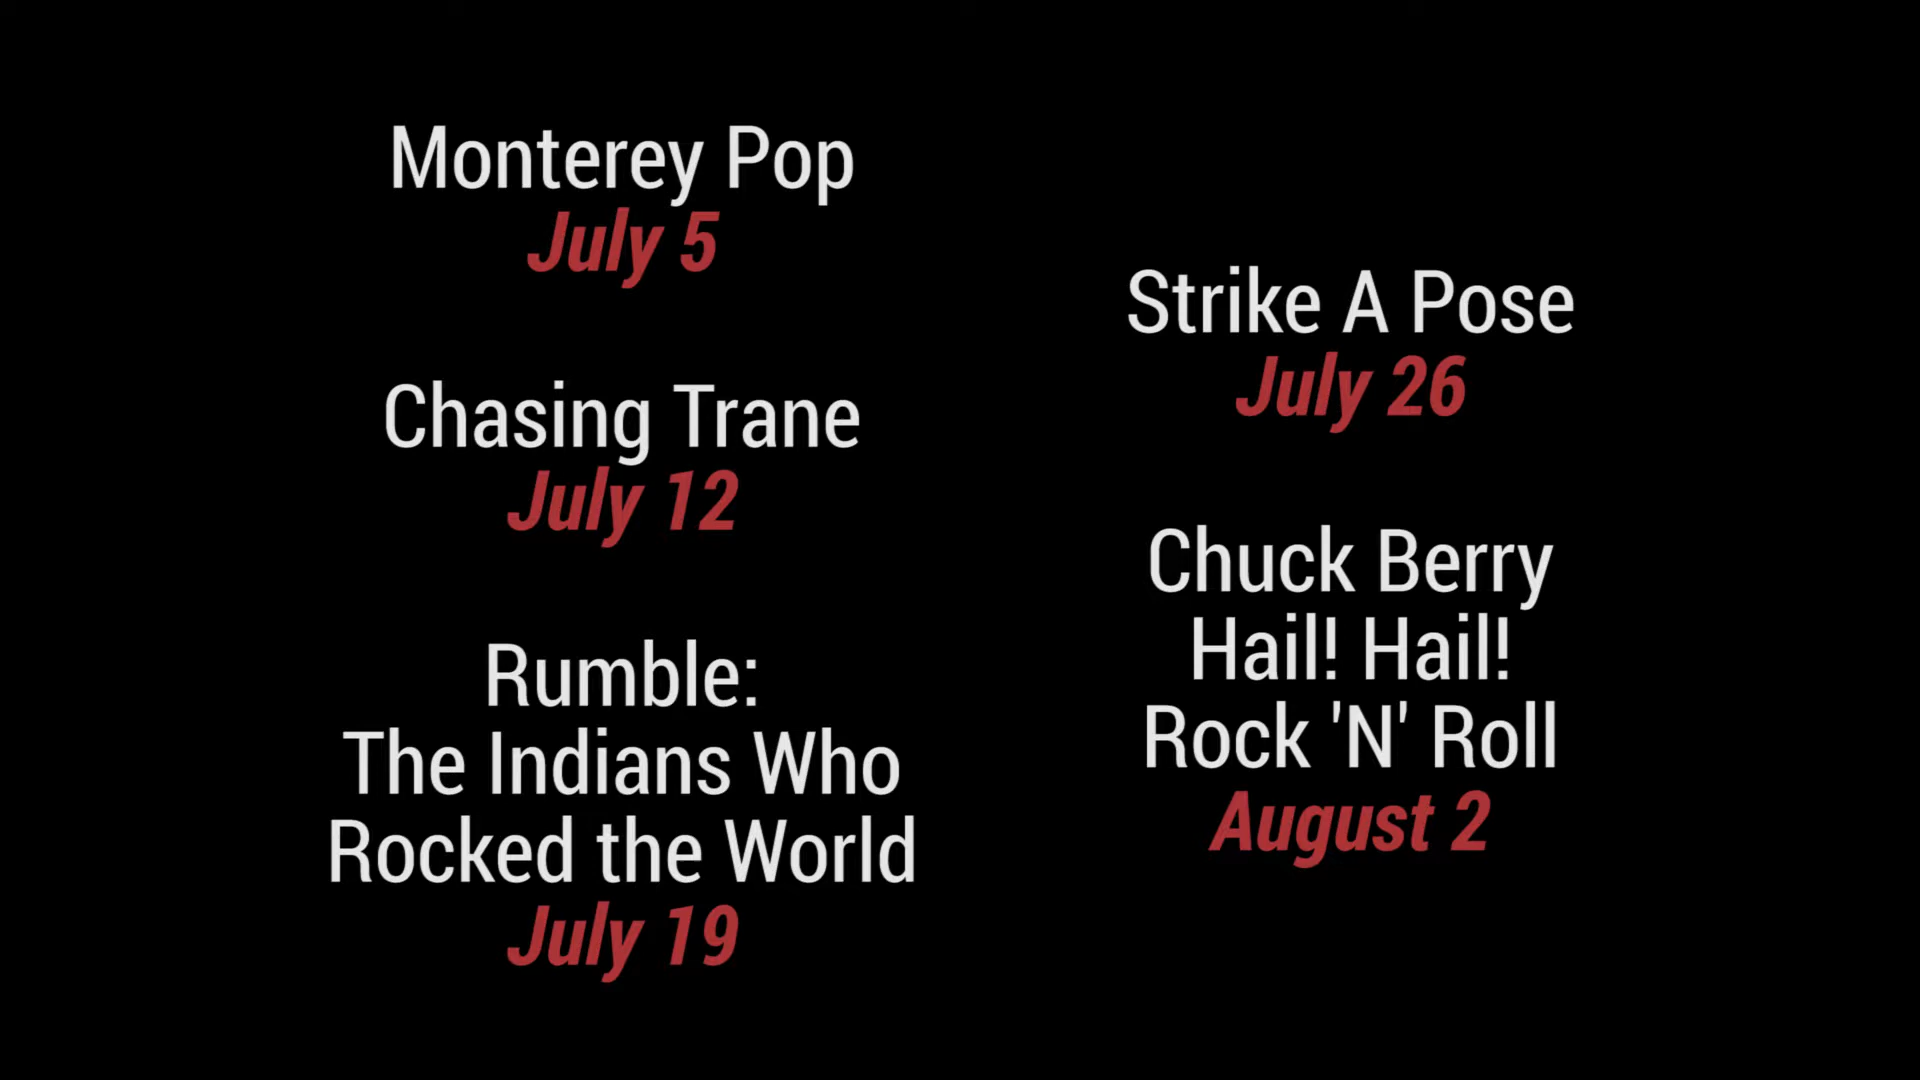 Monterey Pop
July 5
Chasing Trane
July 12
Rumble:
The Indians Who
Rocked the World
July 19
Strike A Pose
July 26
Chuck Berry
Hail! Hail!
Rock 'N' Roll
August 2